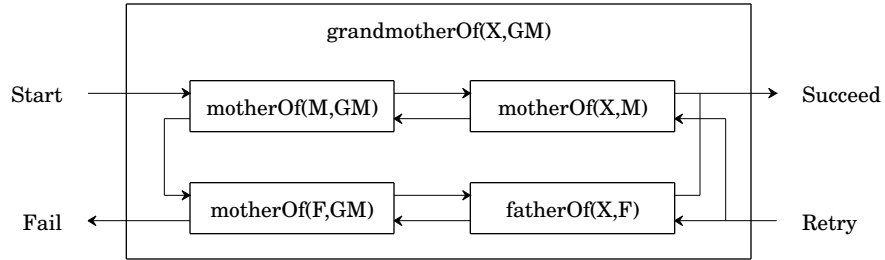 grandmotherOf(X,GM)
Start
motherOf(M,GM)
motherOf(X,M)
Succeed
Fail
motherOf(F,GM)
fatherOf(X,F)
Retry